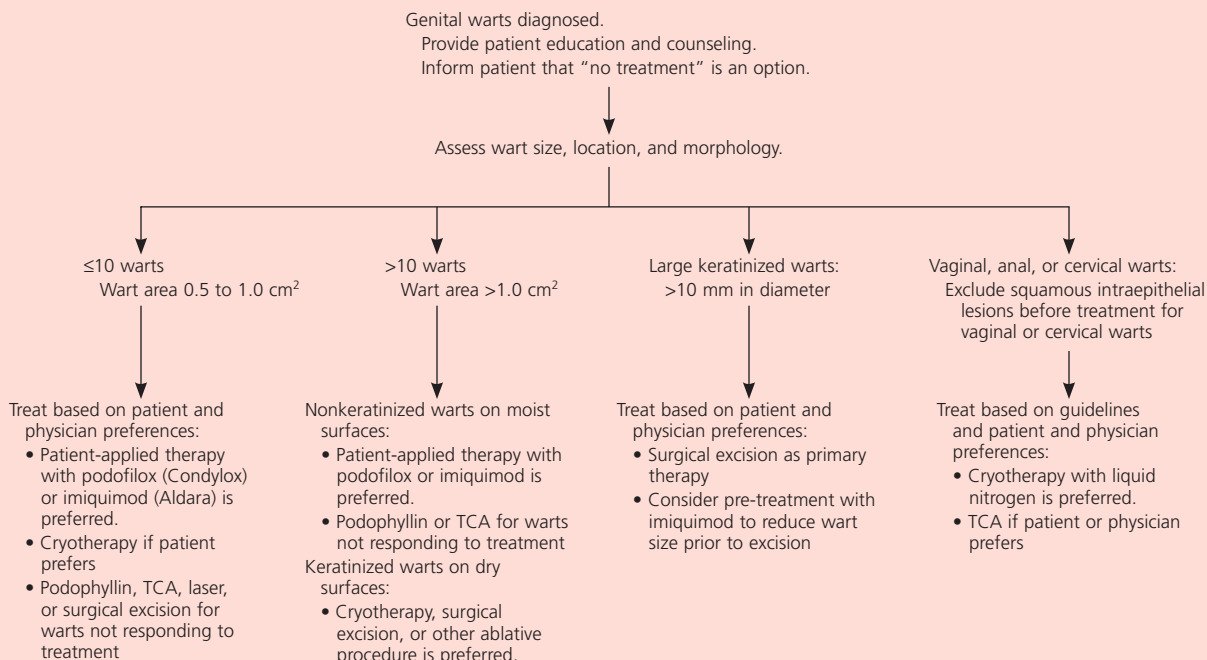 Genital warts diagnosed.
Provide patient education and counseling.
Inform patient that “no treatment” is an option.
Assess wart size, location, and morphology.
≤10 warts
Wart area 0.5 to 1.0 cm²
>10 warts
Wart area >1.0 cm²
Large keratinized warts:
>10 mm in diameter
Vaginal, anal, or cervical warts:
Exclude squamous intraepithelial
lesions before treatment for
vaginal or cervical warts
Treat based on patient and
physician preferences:
• Patient-applied therapy
with podofilox (Condylox)
or imiquimod (Aldara) is
preferred.
• Cryotherapy if patient
prefers
• Podophyllin, TCA, laser,
or surgical excision for
warts not responding to
treatment
Nonkeratinized warts on moist
surfaces:
• Patient-applied therapy with
podofilox or imiquimod is
preferred.
• Podophyllin or TCA for warts
not responding to treatment
Keratinized warts on dry
surfaces:
• Cryotherapy, surgical
excision, or other ablative
procedure is preferred.
Treat based on patient and
physician preferences:
• Surgical excision as primary
therapy
• Consider pre-treatment with
imiquimod to reduce wart
size prior to excision
Treat based on guidelines
and patient and physician
preferences:
• Cryotherapy with liquid
nitrogen is preferred.
• TCA if patient or physician
prefers